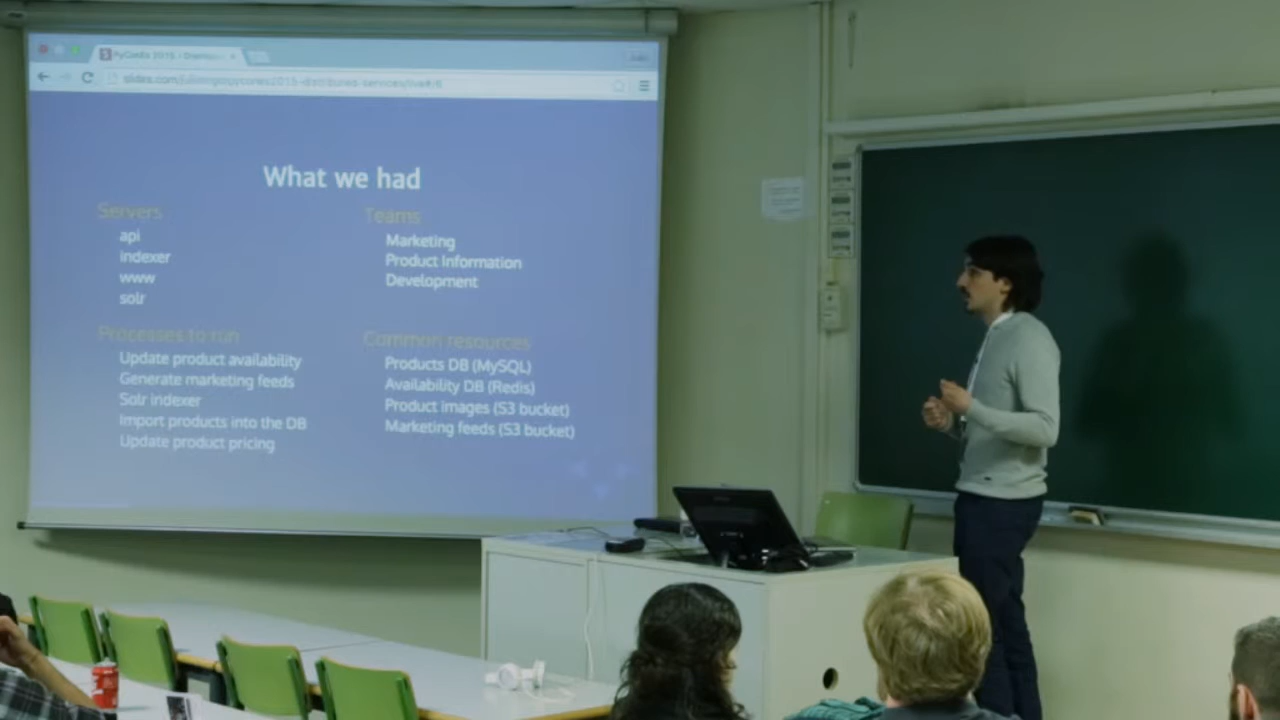 What we had
Servers
api
indexer
www
solr
Teams
Marketing
Product Information
Development
Processes to run
Update product availability
Generate marketing feeds
Solr indexer
Import products into the DB
Update product pricing
Common resources
Products DB (MySQL)
Availability DB (Redis)
Product images (S3 bucket)
Marketing feeds (S3 bucket)